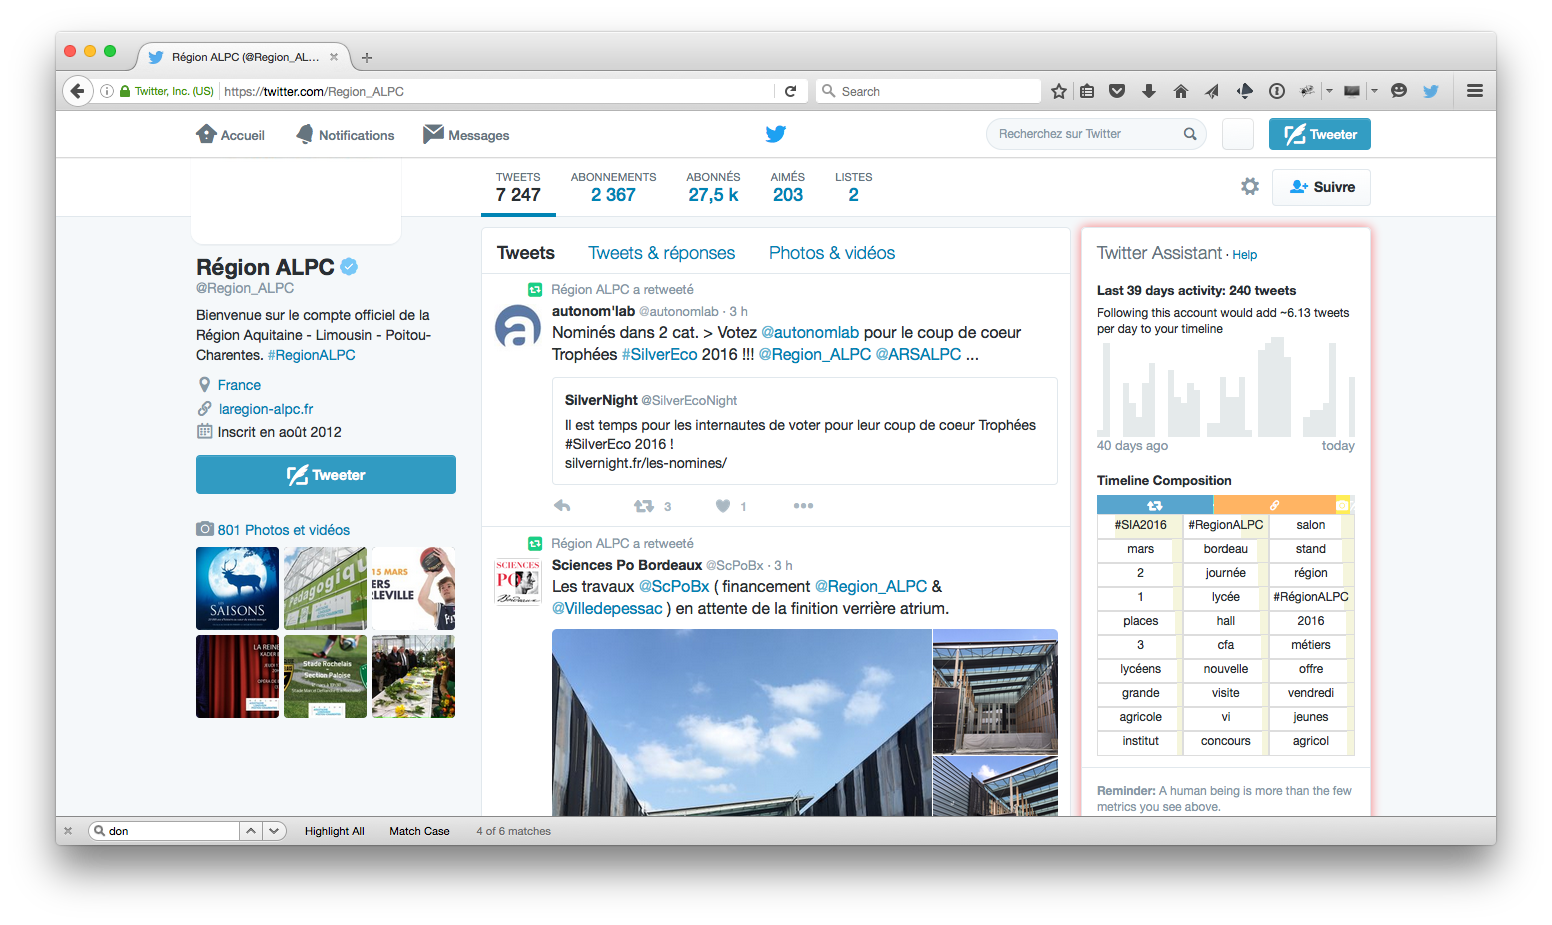 Région ALPC (@Region_AL...
Twitter, Inc. (US)
https://twitter.com/Region_ALPC
Search
Accueil
Notifications
Messages
Recherchez sur Twitter
Tweeter
TWEETS
7 247
ABONNEMENTS
2 367
ABONNÉS
27,5 k
AIMÉS
203
LISTES
2
Suivre
Région ALPC
@Region_ALPC
Bienvenue sur le compte officiel de la
Région Aquitaine - Limousin - Poitou-
Charentes. #RegionALPC
France
laregion-alpc.fr
Inscrit en août 2012
Tweeter
801 Photos et vidéos
SAISONS
Pédagogiqu
15 MARS
ERS
RLEVILLE
LA REINE
KADER
Stade Rochelais
-
Section Paloise
Tweets
Tweets & réponses
Photos & vidéos
Région ALPC a retweeté
autonom'lab @autonomlab · 3 h
Nominés dans 2 cat. > Votez @autonomlab pour le coup de coeur
Trophées #SilverEco 2016 !!! @Region_ALPC @ARSALPC ...
SilverNight @SilverEcoNight
Il est temps pour les internautes de voter pour leur coup de coeur Trophées
#SilverEco 2016 !
silvernight.fr/les-nomines/
3
1
Région ALPC a retweeté
SCIENCES
PO
Bordeaux
Sciences Po Bordeaux @ScPoBx · 3 h
Les travaux @ScPoBx ( financement @Region_ALPC &
@Villedepessac ) en attente de la finition verrière atrium.
Twitter Assistant · Help
Last 39 days activity: 240 tweets
Following this account would add ~6.13 tweets
per day to your timeline
40 days ago
today
Timeline Composition
#SIA2016 #RegionALPC salon
mars bordeau stand
2 journée région
1 lycée #RégionALPC
places hall 2016
3 cfa métiers
lycéens nouvelle offre
grande visite vendredi
agricole vi jeunes
institut concours agricol
Reminder: A human being is more than the few
metrics you see above.
don
Highlight All
Match Case
4 of 6 matches